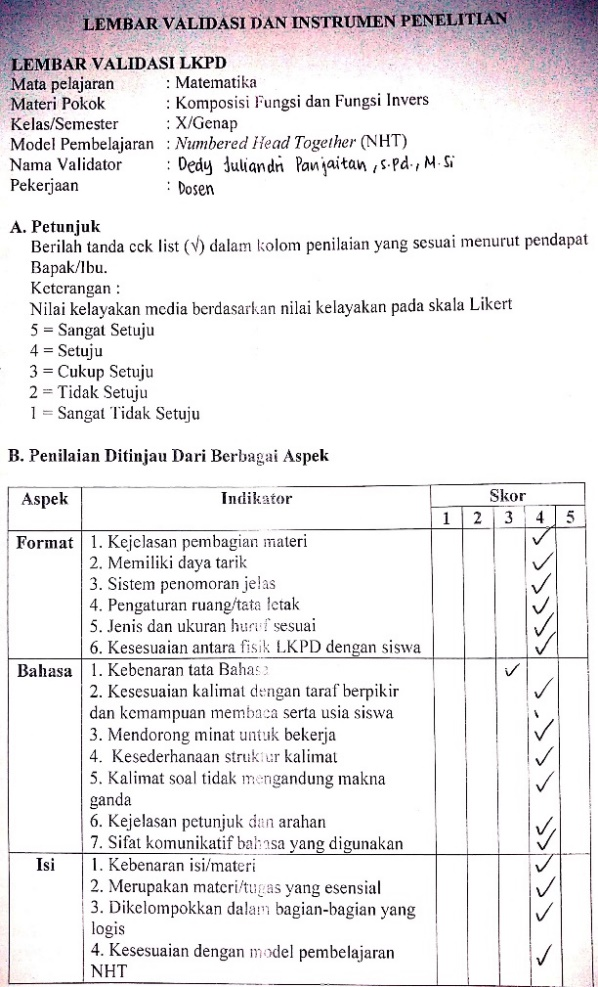 LEMBAR VALIDASI DAN INSTRUMEN PENELITIAN
LEMBAR VALIDASI LKPD
Mata pelajaran : Matematika
Materi Pokok : Komposisi Fungsi dan Fungsi Invers
Kelas/Semester : X/Genap
Model Pembelajaran : Numbered Head Together (NHT)
Nama Validator : Dedy Juliandri Panjaitan, S.Pd., M.Si
Pekerjaan : Dosen
A. Petunjuk
Berilah tanda cek list (√) dalam kolom penilaian yang sesuai menurut pendapat
Bapak/Ibu.
Keterangan :
Nilai kelayakan media berdasarkan nilai kelayakan pada skala Likert
5 = Sangat Setuju
4 = Setuju
3 = Cukup Setuju
2 = Tidak Setuju
1 = Sangat Tidak Setuju
B. Penilaian Ditinjau Dari Berbagai Aspek
Aspek Indikator Skor
1 2 3 4 5
Format 1. Kejelasan pembagian materi ✓
2. Memiliki daya tarik ✓
3. Sistem penomoran jelas ✓
4. Pengaturan ruang/tata letak ✓
5. Jenis dan ukuran huruf sesuai ✓
6. Kesesuaian antara fisik LKPD dengan siswa ✓
Bahasa 1. Kebenaran tata Bahasa ✓
2. Kesesuaian kalimat dengan taraf berpikir ✓
dan kemampuan membaca serta usia siswa
3. Mendorong minat untuk bekerja ✓
4. Kesederhanaan struktur kalimat ✓
5. Kalimat soal tidak mengandung makna ✓
ganda
6. Kejelasan petunjuk dan arahan ✓
7. Sifat komunikatif bahasa yang digunakan ✓
Isi 1. Kebenaran isi/materi ✓
2. Merupakan materi/tugas yang esensial ✓
3. Dikelompokkan dalam bagian-bagian yang ✓
logis
4. Kesesuaian dengan model pembelajaran ✓
NHT